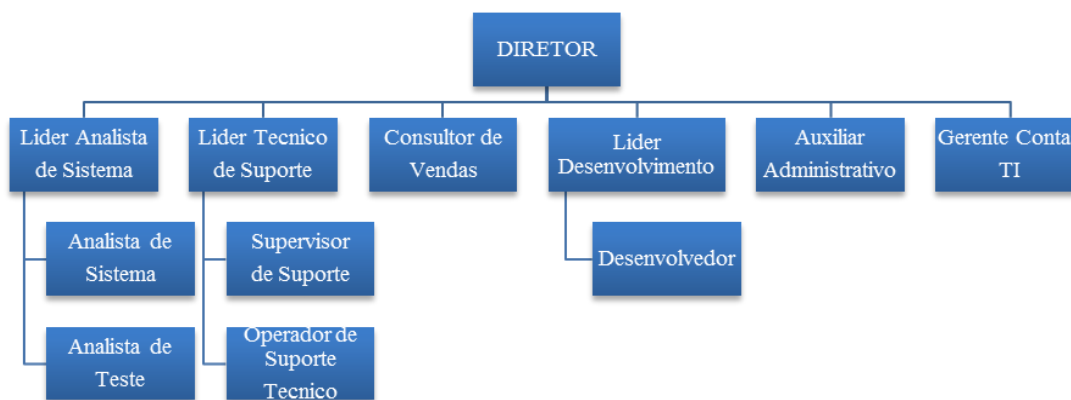 DIRETOR
Lider Analista
de Sistema
Lider Tecnico
de Suporte
Consultor de
Vendas
Lider
Desenvolvimento
Auxiliar
Administrativo
Gerente Conta
TI
Analista de
Sistema
Supervisor
de Suporte
Desenvolvedor
Analista de
Teste
Operador de
Suporte
Tecnico